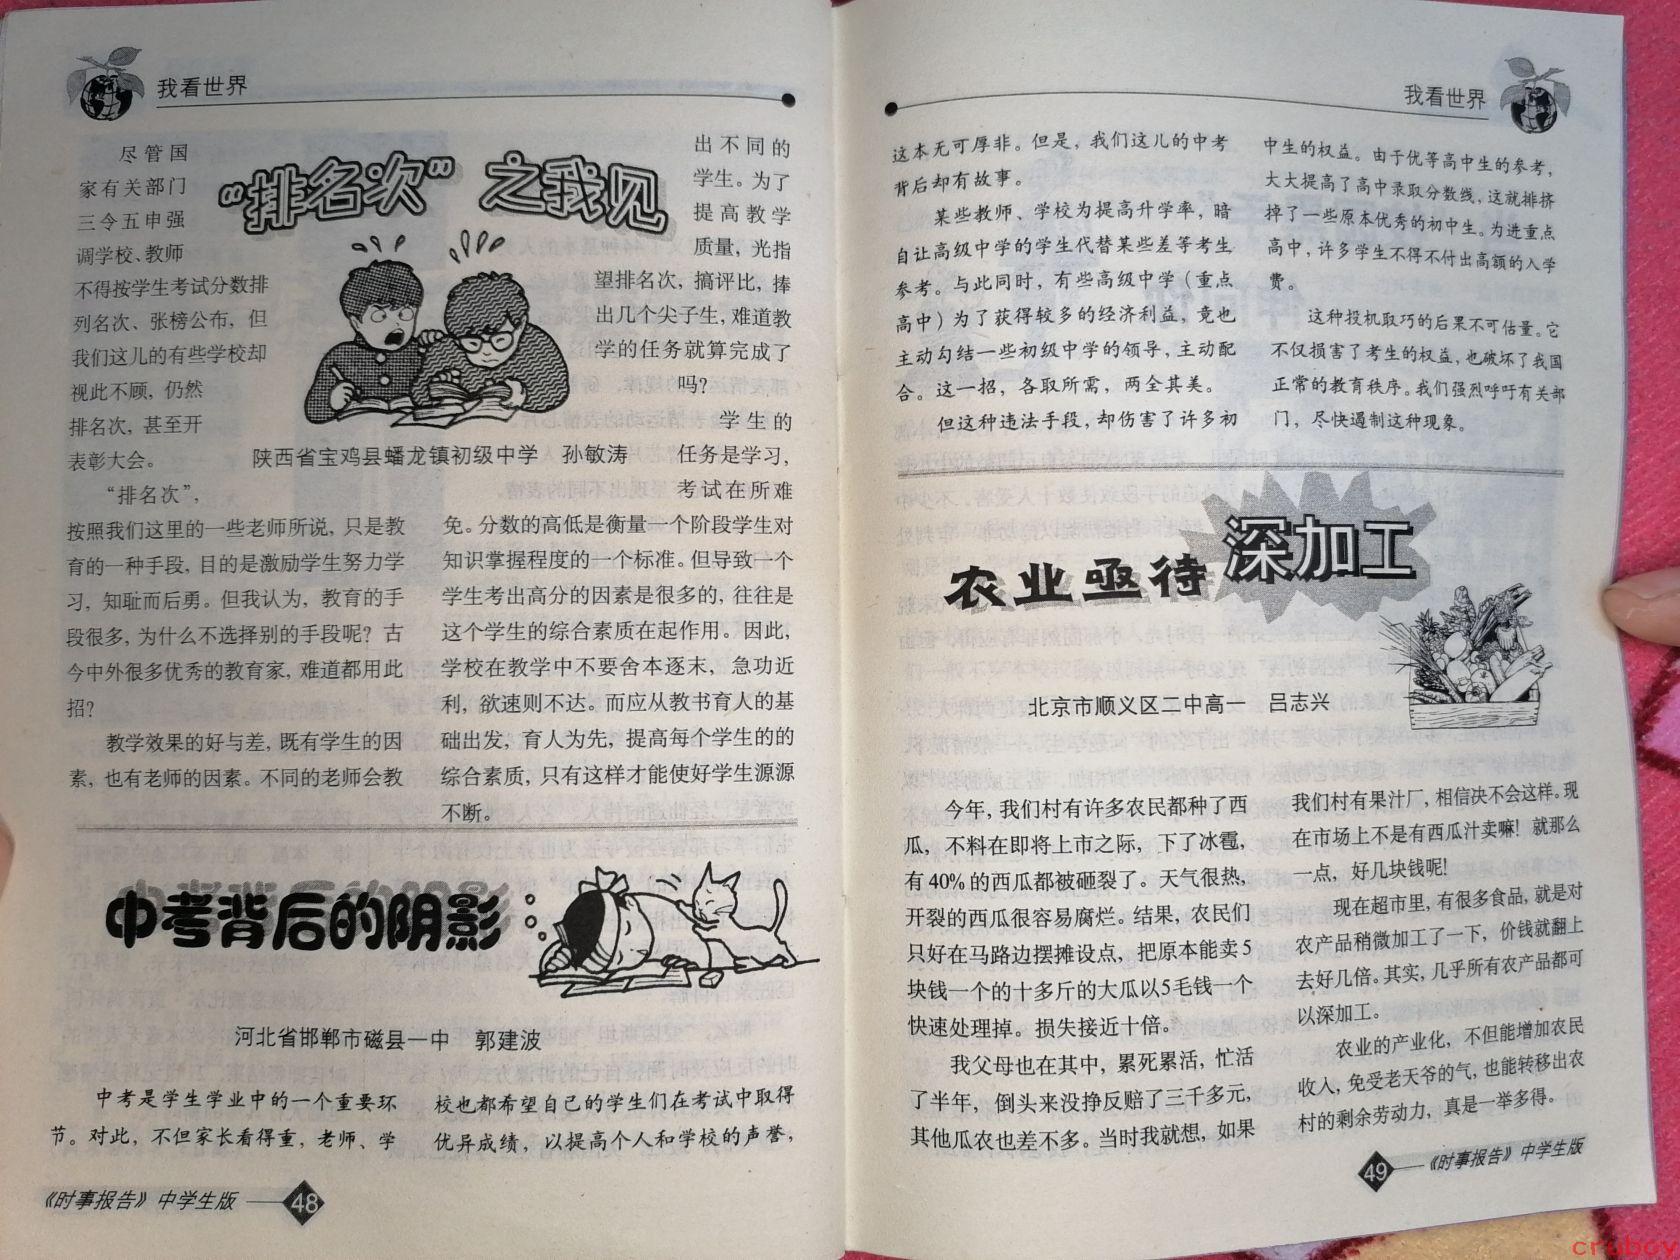 我看世界
“排名次”之我见
陕西省宝鸡县蟠龙镇初级中学 孙敏涛
尽管国
家有关部门
三令五申强
调学校、教师
不得按学生考试分数排
列名次、张榜公布，但
我们这儿的有些学校却
视此不顾，仍然
排名次，甚至开
表彰大会。
“排名次”，
按照我们这里的一些老师所说，只是教
育的一种手段，目的是激励学生努力学
习，知耻而后勇。但我认为，教育的手
段很多，为什么不选择别的手段呢？古
今中外很多优秀的教育家，难道都用此
招？
教学效果的好与差，既有学生的因
素，也有老师的因素。不同的老师会教
出不同的
学生。为了
提高教学
质量，光指
望排名次，搞评比，捧
出几个尖子生，难道教
学的任务就算完成了
吗？
学生的
任务是学习，
考试在所难
免。分数的高低是衡量一个阶段学生对
知识掌握程度的一个标准。但导致一个
学生考出高分的因素是很多的，往往是
这个学生的综合素质在起作用。因此，
学校在教学中不要舍本逐末，急功近
利，欲速则不达。而应从教书育人的基
础出发，育人为先，提高每个学生的的
综合素质，只有这样才能使好学生源源
不断。
中考背后的阴影
河北省邯郸市磁县一中 郭建波
中考是学生学业中的一个重要环
节。对此，不但家长看得重，老师、学
校也都希望自己的学生们在考试中取得
优异成绩，以提高个人和学校的声誉，
《时事报告》中学生版 48
我看世界
这本无可厚非。但是，我们这儿的中考
背后却有故事。
某些教师、学校为提高升学率，暗
自让高级中学的学生代替某些差等考生
参考。与此同时，有些高级中学（重点
高中）为了获得较多的经济利益，竟也
主动勾结一些初级中学的领导，主动配
合。这一招，各取所需，两全其美。
但这种违法手段，却伤害了许多初
中生的权益。由于优等高中生的参考，
大大提高了高中录取分数线，这就排挤
掉了一些原本优秀的初中生。为进重点
高中，许多学生不得不付出高额的入学
费。
这种投机取巧的后果不可估量。它
不仅损害了考生的权益，也破坏了我国
正常的教育秩序。我们强烈呼吁有关部
门，尽快遏制这种现象。
农业亟待深加工
北京市顺义区二中高一 吕志兴
今年，我们村有许多农民都种了西
瓜，不料在即将上市之际，下了冰雹，
有40%的西瓜都被砸裂了。天气很热，
开裂的西瓜很容易腐烂。结果，农民们
只好在马路边摆摊设点，把原本能卖5
块钱一个的十多斤的大瓜以5毛钱一个
快速处理掉。损失接近十倍。
我父母也在其中，累死累活，忙活
了半年，倒头来没挣反赔了三千多元，
其他瓜农也差不多。当时我就想，如果
我们村有果汁厂，相信决不会这样。现
在市场上不是有西瓜汁卖嘛！就那么
一点，好几块钱呢！
现在超市里，有很多食品，就是对
农产品稍微加工了一下，价钱就翻上
去好几倍。其实，几乎所有农产品都可
以深加工。
农业的产业化，不但能增加农民
收入，免受老天爷的气，也能转移出农
村的剩余劳动力，真是一举多得。
49 《时事报告》中学生版